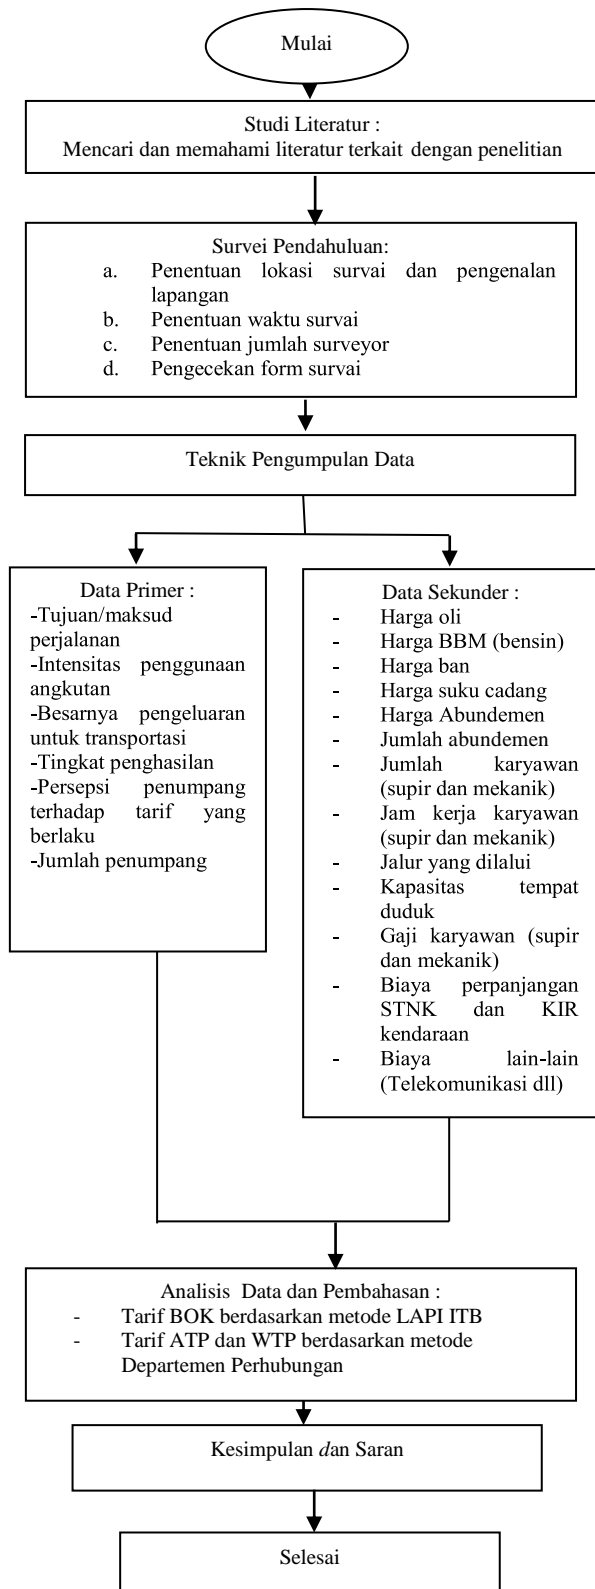 Mulai
Studi Literatur :
Mencari dan memahami literatur terkait dengan penelitian
Survei Pendahuluan:
a. Penentuan lokasi survai dan pengenalan
lapangan
b. Penentuan waktu survai
c. Penentuan jumlah surveyor
d. Pengecekan form survai
Teknik Pengumpulan Data
Data Primer :
-Tujuan/maksud
perjalanan
-Intensitas penggunaan
angkutan
-Besarnya pengeluaran
untuk transportasi
-Tingkat penghasilan
-Persepsi penumpang
terhadap tarif yang
berlaku
-Jumlah penumpang
Data Sekunder :
- Harga oli
- Harga BBM (bensin)
- Harga ban
- Harga suku cadang
- Harga Abundemen
- Jumlah abundemen
- Jumlah karyawan
(supir dan mekanik)
- Jam kerja karyawan
(supir dan mekanik)
- Jalur yang dilalui
- Kapasitas tempat
duduk
- Gaji karyawan (supir
dan mekanik)
- Biaya perpanjangan
STNK dan KIR
kendaraan
- Biaya lain-lain
(Telekomunikasi dll)
Analisis Data dan Pembahasan :
- Tarif BOK berdasarkan metode LAPI ITB
- Tarif ATP dan WTP berdasarkan metode
Departemen Perhubungan
Kesimpulan dan Saran
Selesai